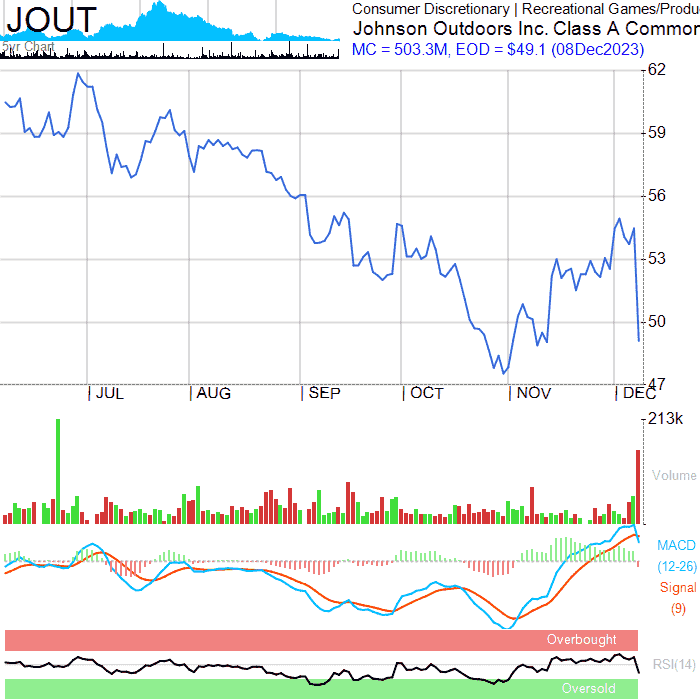 JOUT
5yr Chart
Consumer Discretionary | Recreational Games/Produ
Johnson Outdoors Inc. Class A Common
MC = 503.3M, EOD = $49.1 (08Dec2023)
62
59
56
53
50
47
JUL AUG SEP OCT NOV DEC
213k
Volume
MACD
(12-26)
Signal
(9)
Overbought
RSI(14)
Oversold